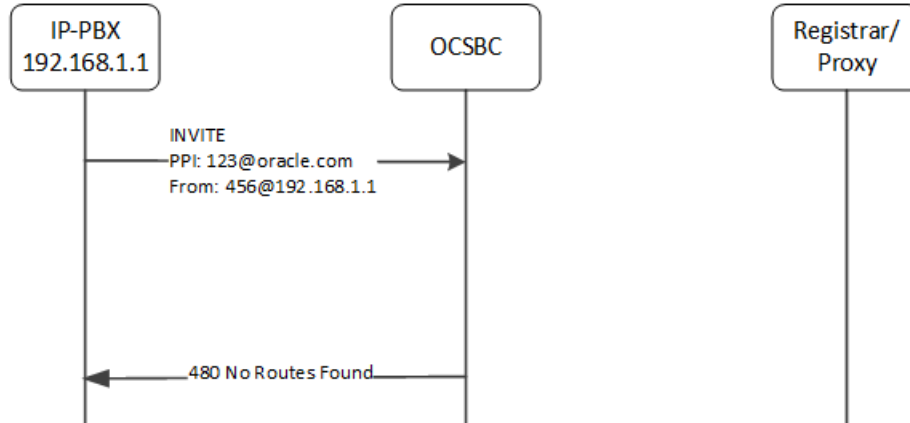 IP-PBX
192.168.1.1
OCSBC
Registrar/
Proxy
INVITE
PPI: 123@oracle.com
From: 456@192.168.1.1
480 No Routes Found